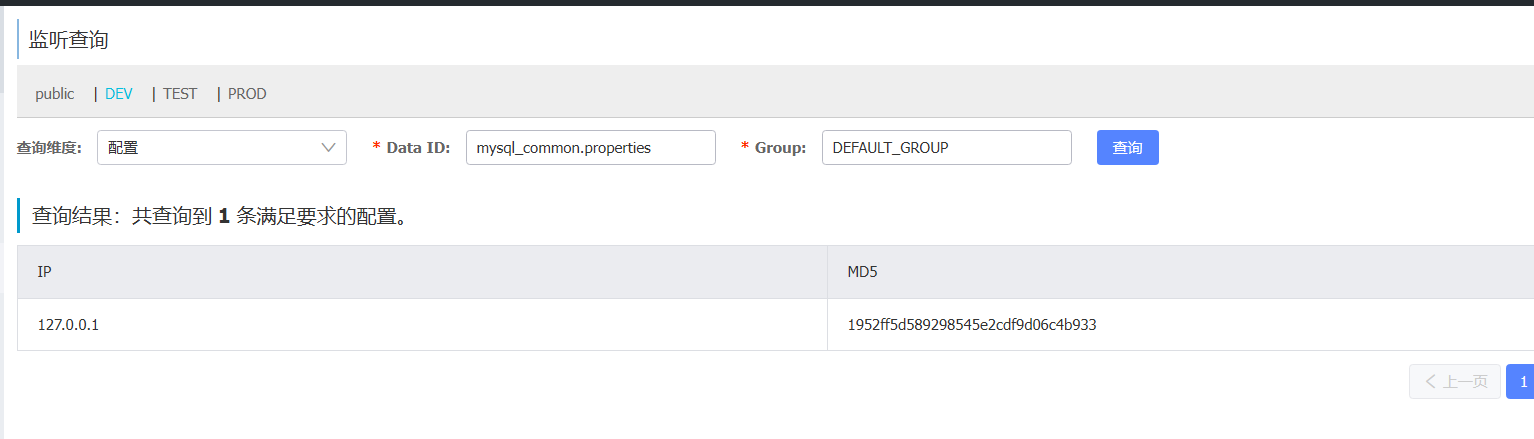 监听查询
public | DEV | TEST | PROD
查询维度: 配置 * Data ID: mysql_common.properties * Group: DEFAULT_GROUP 查询
查询结果：共查询到 1 条满足要求的配置。
IP MD5
127.0.0.1 1952ff5d589298545e2cdf9d06c4b933
上一页 1